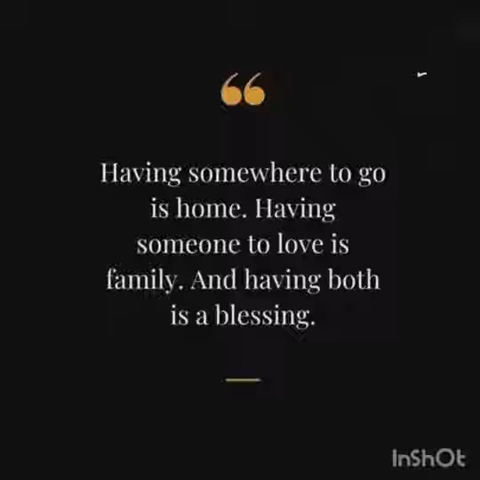 “
Having somewhere to go
is home. Having
someone to love is
family. And having both
is a blessing.
InShOt